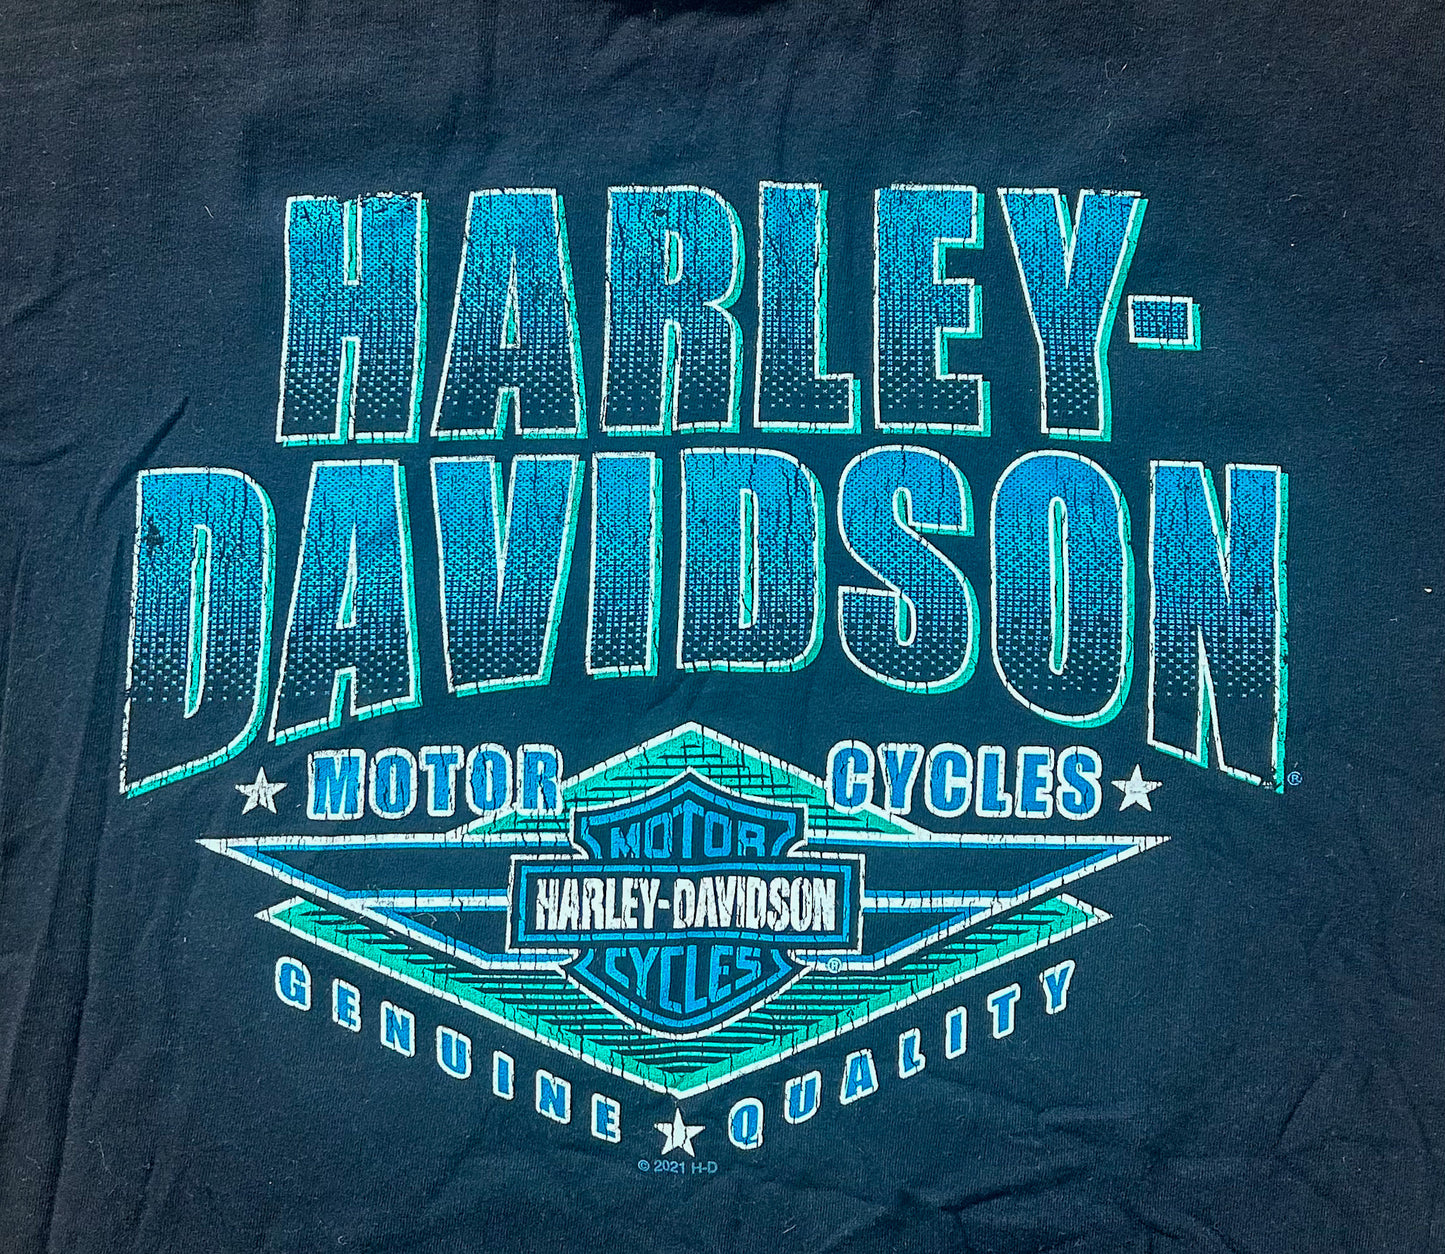 HARLEY-
DAVIDSON®
MOTOR CYCLES
MOTOR
HARLEY-DAVIDSON
CYCLES®
GENUINE QUALITY
© 2021 H-D